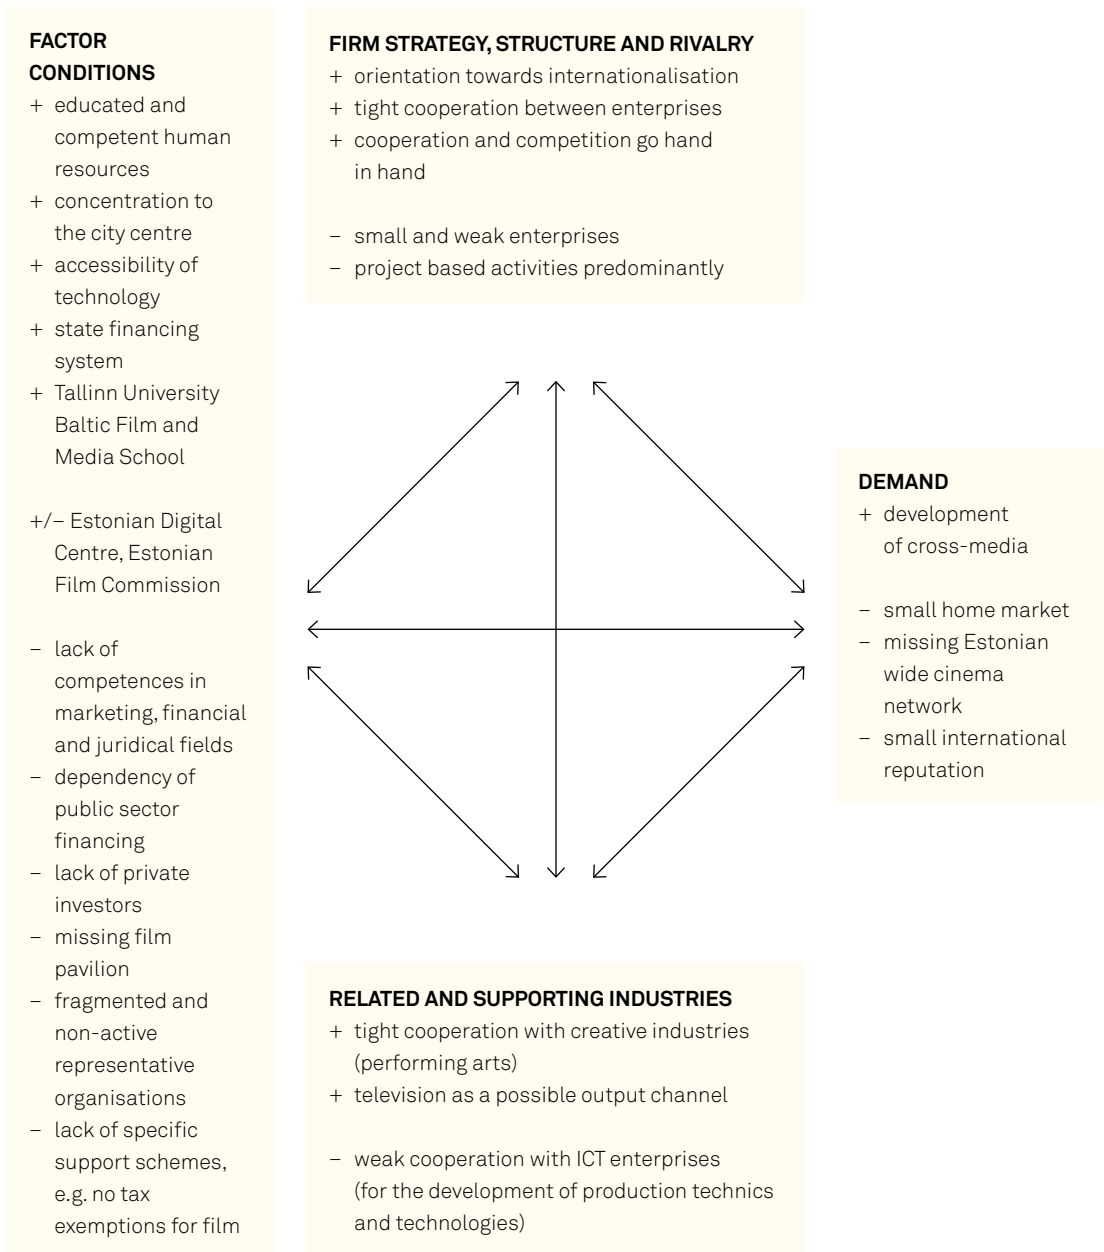 FACTOR
CONDITIONS
+ educated and
competent human
resources
+ concentration to
the city centre
+ accessibility of
technology
+ state financing
system
+ Tallinn University
Baltic Film and
Media School
+/– Estonian Digital
Centre, Estonian
Film Commission
– lack of
competences in
marketing, financial
and juridical fields
– dependency of
public sector
financing
– lack of private
investors
– missing film
pavilion
– fragmented and
non-active
representative
organisations
– lack of specific
support schemes,
e.g. no tax
exemptions for film
FIRM STRATEGY, STRUCTURE AND RIVALRY
+ orientation towards internationalisation
+ tight cooperation between enterprises
+ cooperation and competition go hand
in hand
– small and weak enterprises
– project based activities predominantly
DEMAND
+ development
of cross-media
– small home market
– missing Estonian
wide cinema
network
– small international
reputation
RELATED AND SUPPORTING INDUSTRIES
+ tight cooperation with creative industries
(performing arts)
+ television as a possible output channel
– weak cooperation with ICT enterprises
(for the development of production technics
and technologies)